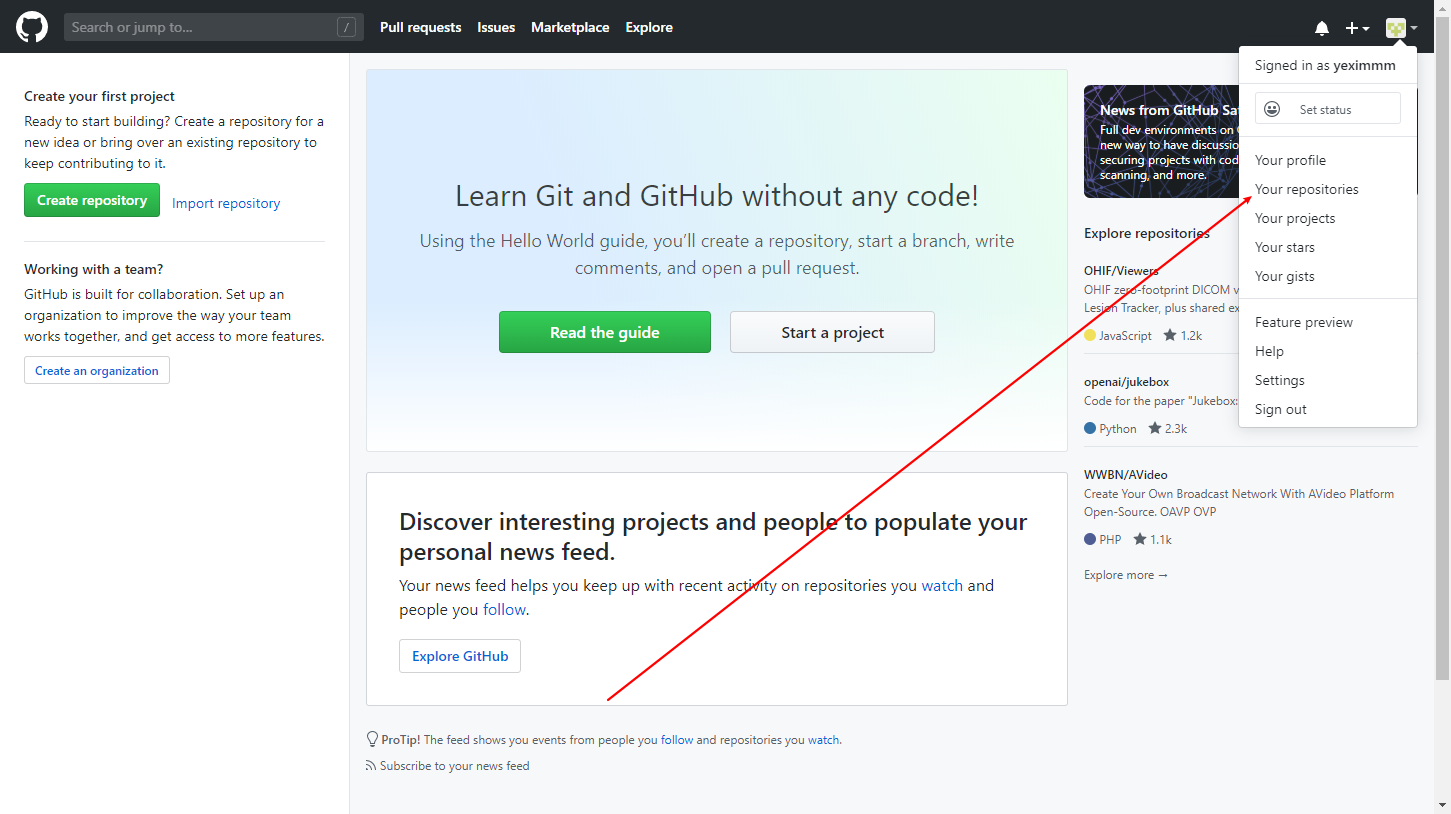 Search or jump to... /
Pull requests
Issues
Marketplace
Explore
Create your first project
Ready to start building? Create a repository for a
new idea or bring over an existing repository to
keep contributing to it.
Create repository
Import repository
Working with a team?
GitHub is built for collaboration. Set up an
organization to improve the way your team
works together, and get access to more features.
Create an organization
Learn Git and GitHub without any code!
Using the Hello World guide, you’ll create a repository, start a branch, write
comments, and open a pull request.
Read the guide
Start a project
Discover interesting projects and people to populate your
personal news feed.
Your news feed helps you keep up with recent activity on repositories you watch and
people you follow.
Explore GitHub
ProTip! The feed shows you events from people you follow and repositories you watch.
Subscribe to your news feed
News from GitHub Sat
Full dev environments on
new way to have discussio
securing projects with cod
scanning, and more.
Explore repositories
OHIF/Viewers
OHIF zero-footprint DICOM v
Lesion Tracker, plus shared ex
JavaScript 1.2k
openai/jukebox
Code for the paper "Jukebox:
Python 2.3k
WWBN/AVideo
Create Your Own Broadcast Network With AVideo Platform
Open-Source. OAVP OVP
PHP 1.1k
Explore more →
Signed in as yeximmm
Set status
Your profile
Your repositories
Your projects
Your stars
Your gists
Feature preview
Help
Settings
Sign out